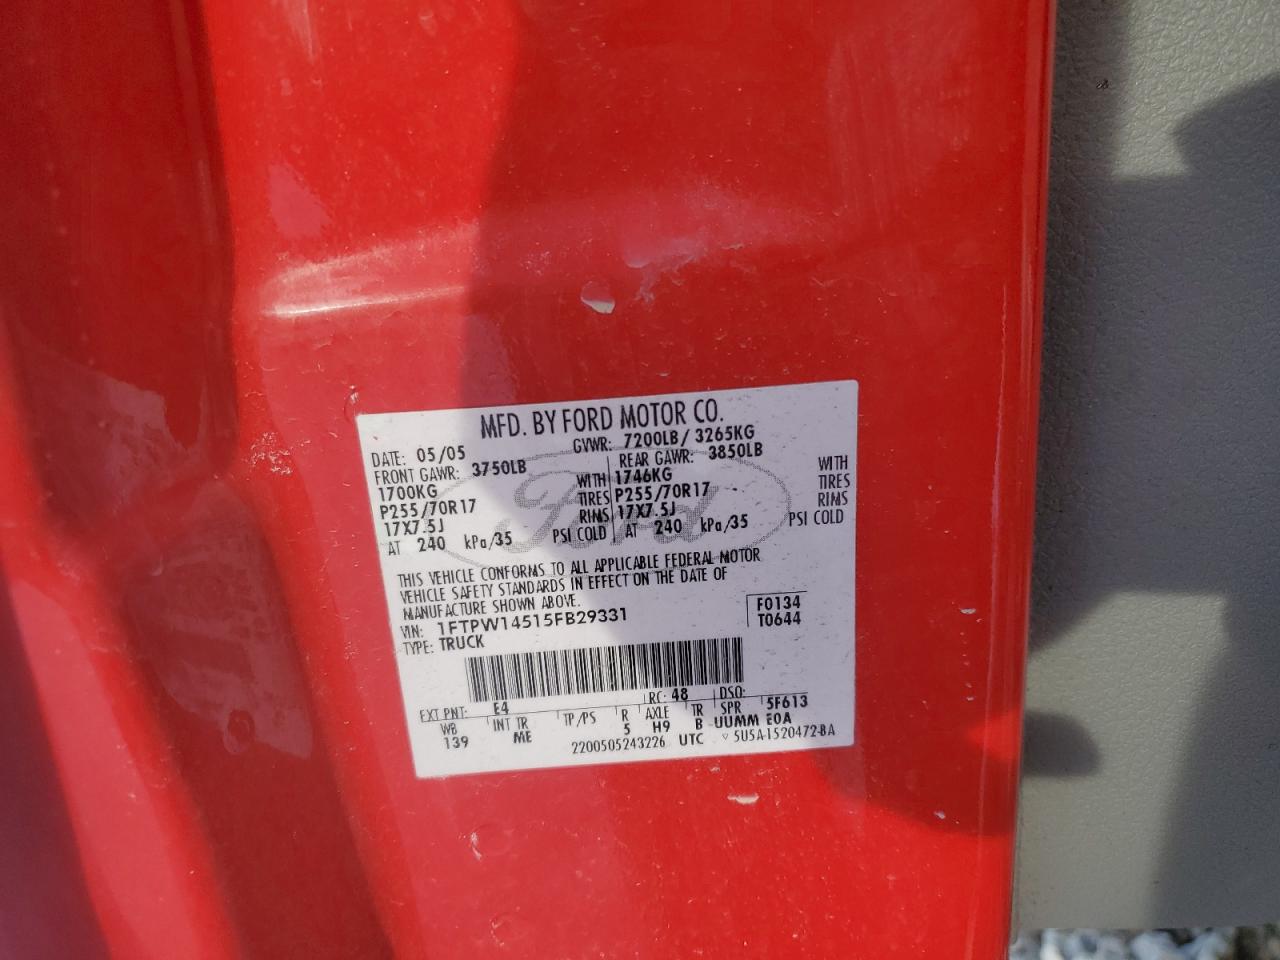 MFD. BY FORD MOTOR CO.
DATE: 05/05 GVWR: 7200LB/ 3265KG
FRONT GAWR: 3750LB REAR GAWR: 3850LB
1700KG WITH 1746KG WITH
P255/70R17 TIRES P255/70R17 TIRES
17X7.5J RIMS 17X7.5J RIMS
AT 240 kPa/35 PSI COLD AT 240 kPa/35 PSI COLD
Ford
THIS VEHICLE CONFORMS TO ALL APPLICABLE FEDERAL MOTOR
VEHICLE SAFETY STANDARDS IN EFFECT ON THE DATE OF
MANUFACTURE SHOWN ABOVE.
VIN: 1FTPW14515FB29331 F0134
TYPE: TRUCK T0644
EXT PNT: E4 RC: 48 DSO:
WB INT TR TP/PS R AXLE TR SPR 5F613
139 ME 5 H9 B UUMM E0A
2200505243226 UTC ▽ 5U5A-1520472-BA